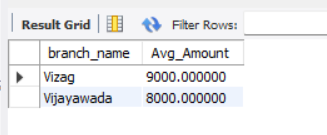 Result Grid Filter Rows:
branch_name Avg_Amount
Vizag 9000.000000
Vijayawada 8000.000000